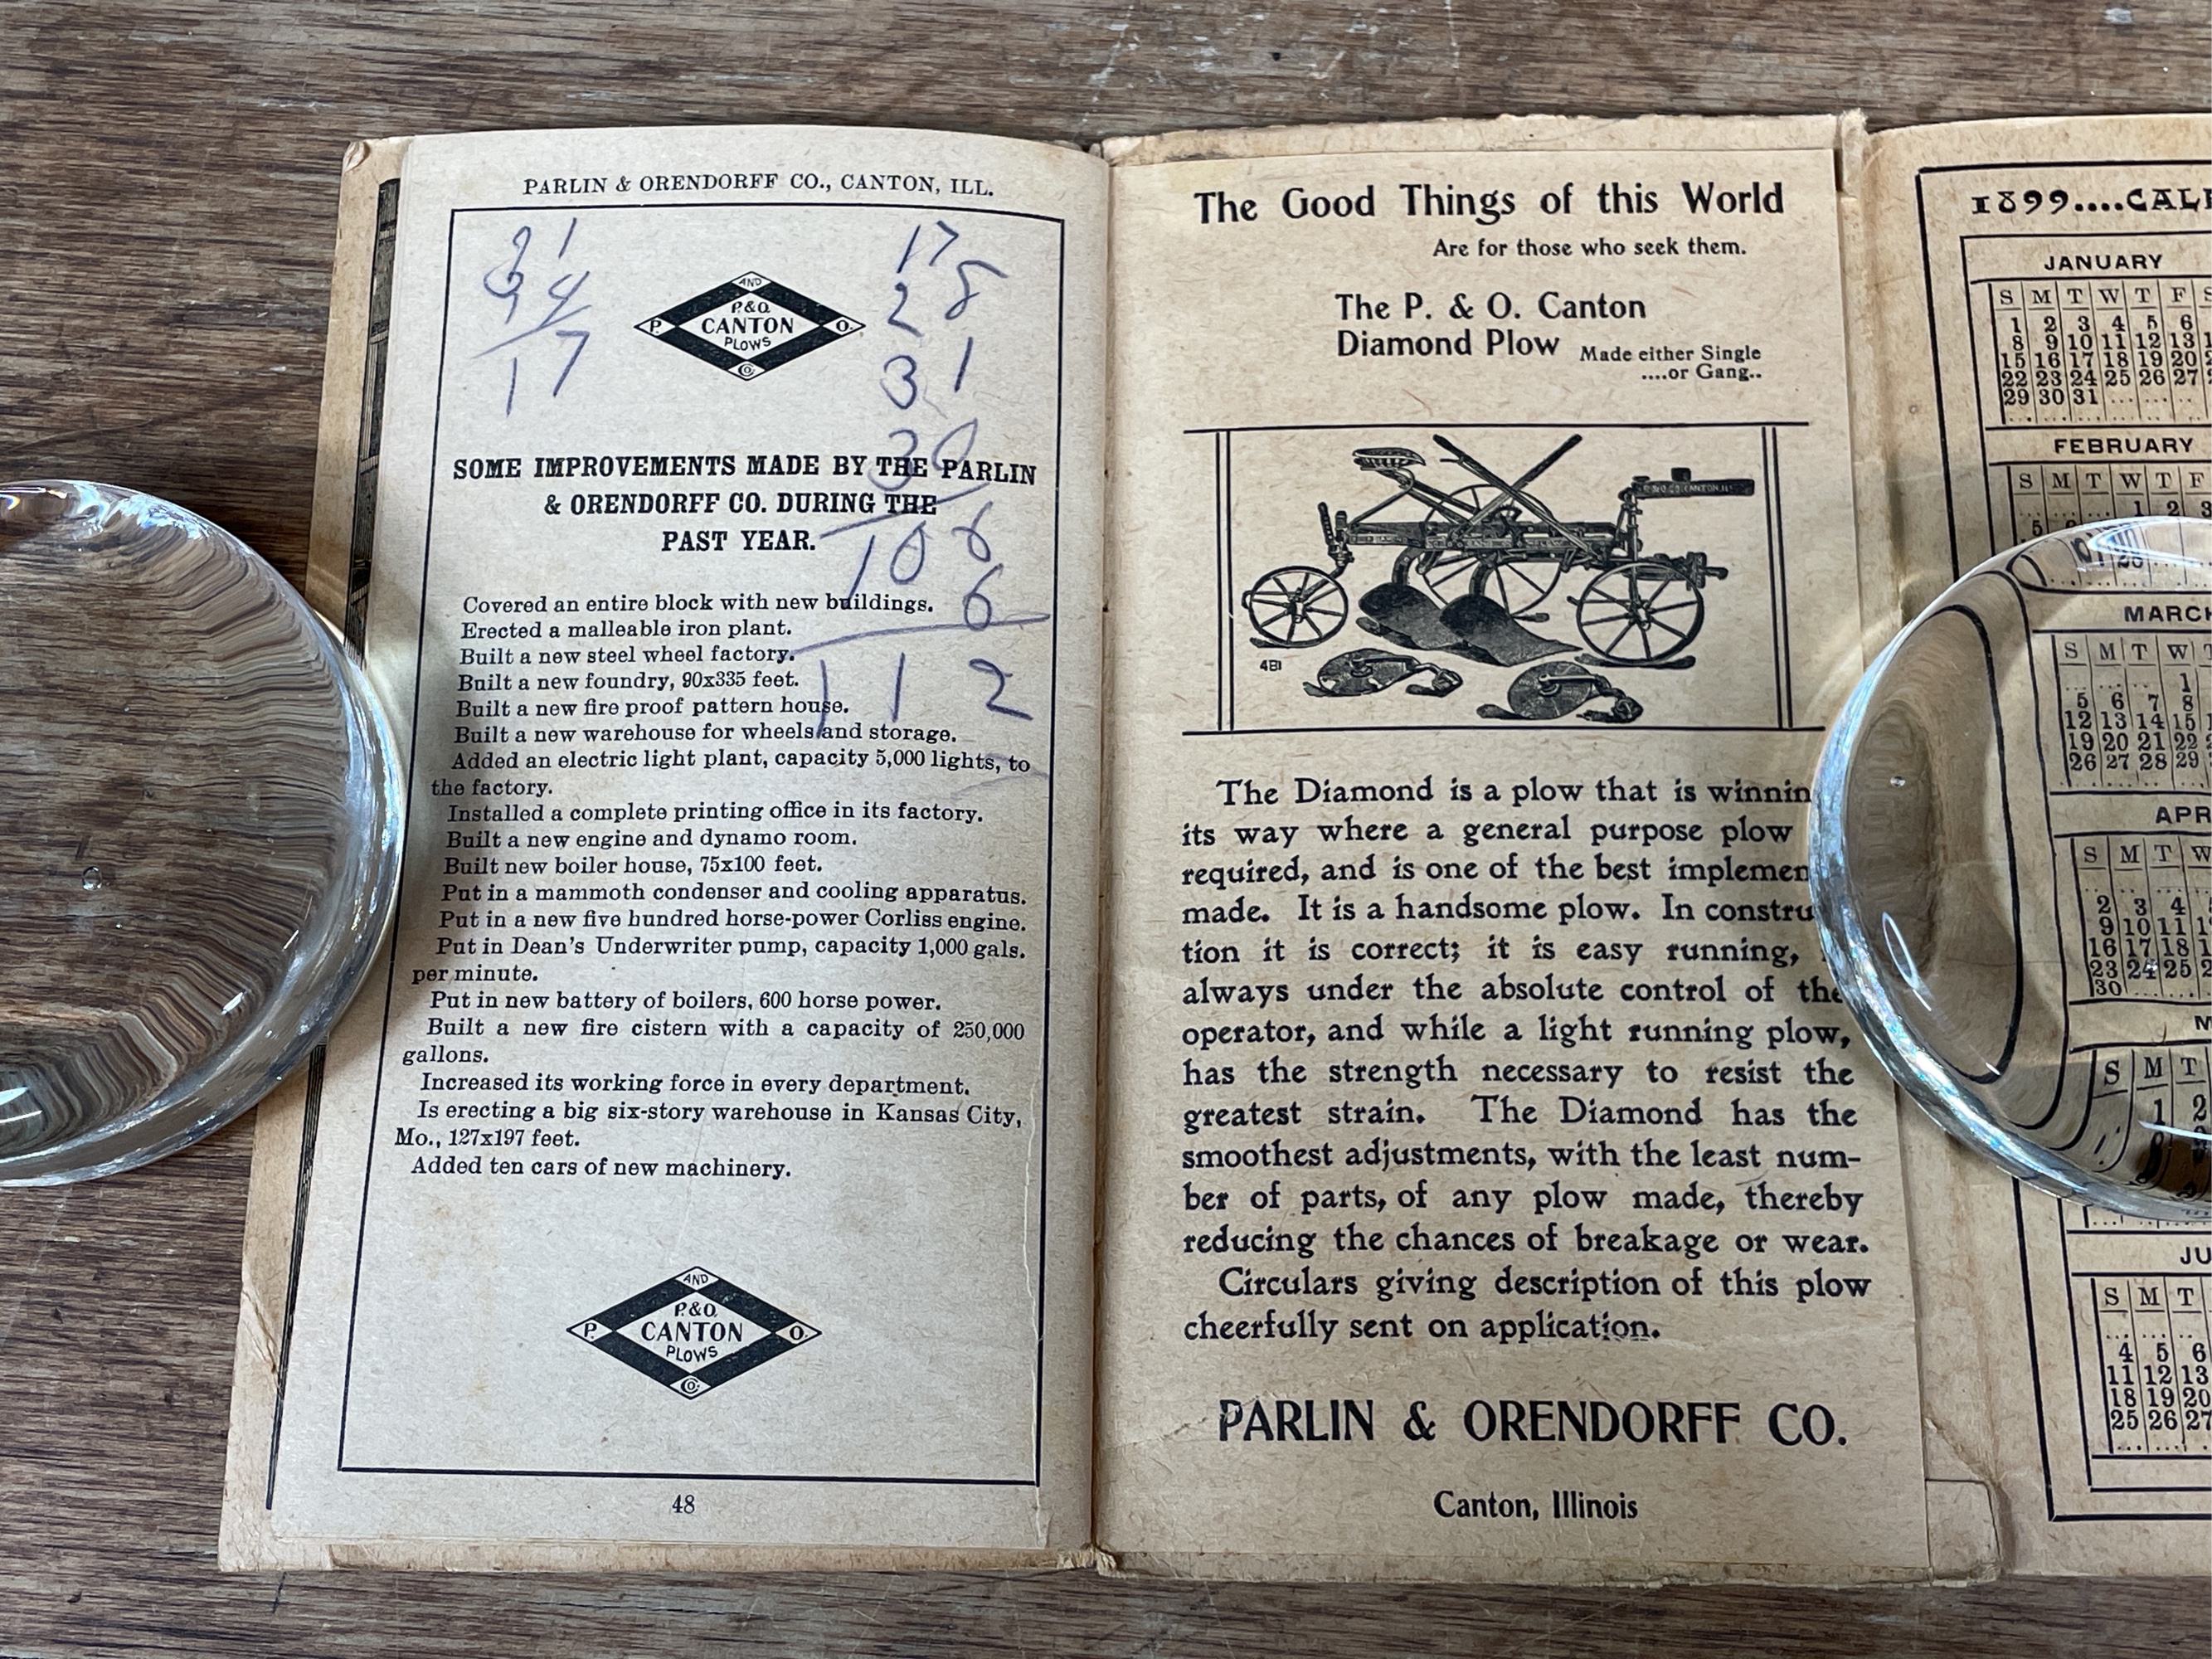 PARLIN & ORENDORFF CO., CANTON, ILL.
AND
P. P.&O. O.
CANTON
PLOWS
CO.
17
28
31
30
106
6
112
17
SOME IMPROVEMENTS MADE BY THE PARLIN
& ORENDORFF CO. DURING THE
PAST YEAR.
Covered an entire block with new buildings.
Erected a malleable iron plant.
Built a new steel wheel factory.
Built a new foundry, 90x335 feet.
Built a new fire proof pattern house.
Built a new warehouse for wheels and storage.
Added an electric light plant, capacity 5,000 lights, to
the factory.
Installed a complete printing office in its factory.
Built a new engine and dynamo room.
Built new boiler house, 75x100 feet.
Put in a mammoth condenser and cooling apparatus.
Put in a new five hundred horse-power Corliss engine.
Put in Dean's Underwriter pump, capacity 1,000 gals.
per minute.
Put in new battery of boilers, 600 horse power.
Built a new fire cistern with a capacity of 250,000
gallons.
Increased its working force in every department.
Is erecting a big six-story warehouse in Kansas City,
Mo., 127x197 feet.
Added ten cars of new machinery.
AND
P. P.&O. O.
CANTON
PLOWS
CO.
48
The Good Things of this World
Are for those who seek them.
The P. & O. Canton
Diamond Plow Made either Single
....or Gang..
481
The Diamond is a plow that is winnin
its way where a general purpose plow
required, and is one of the best implemen
made. It is a handsome plow. In constru
tion it is correct; it is easy running,
always under the absolute control of the
operator, and while a light running plow,
has the strength necessary to resist the
greatest strain. The Diamond has the
smoothest adjustments, with the least num-
ber of parts, of any plow made, thereby
reducing the chances of breakage or wear.
Circulars giving description of this plow
cheerfully sent on application.
PARLIN & ORENDORFF CO.
Canton, Illinois
1899....CAL
JANUARY
S M T W T F S
1 2 3 4 5 6
8 9 10 11 12 13
15 16 17 18 19 20
22 23 24 25 26 27
29 30 31
FEBRUARY
S M T W T F
1 2 3
MARCH
S M T W
1
5 6 7 8
12 13 14 15
19 20 21 22
26 27 28 29
APR
S M T W
2 3 4
9 10 11
16 17 18
23 24 25
30
M
S M T
1 2
JU
S M T
4 5 6
11 12 13
18 19 20
25 26 27